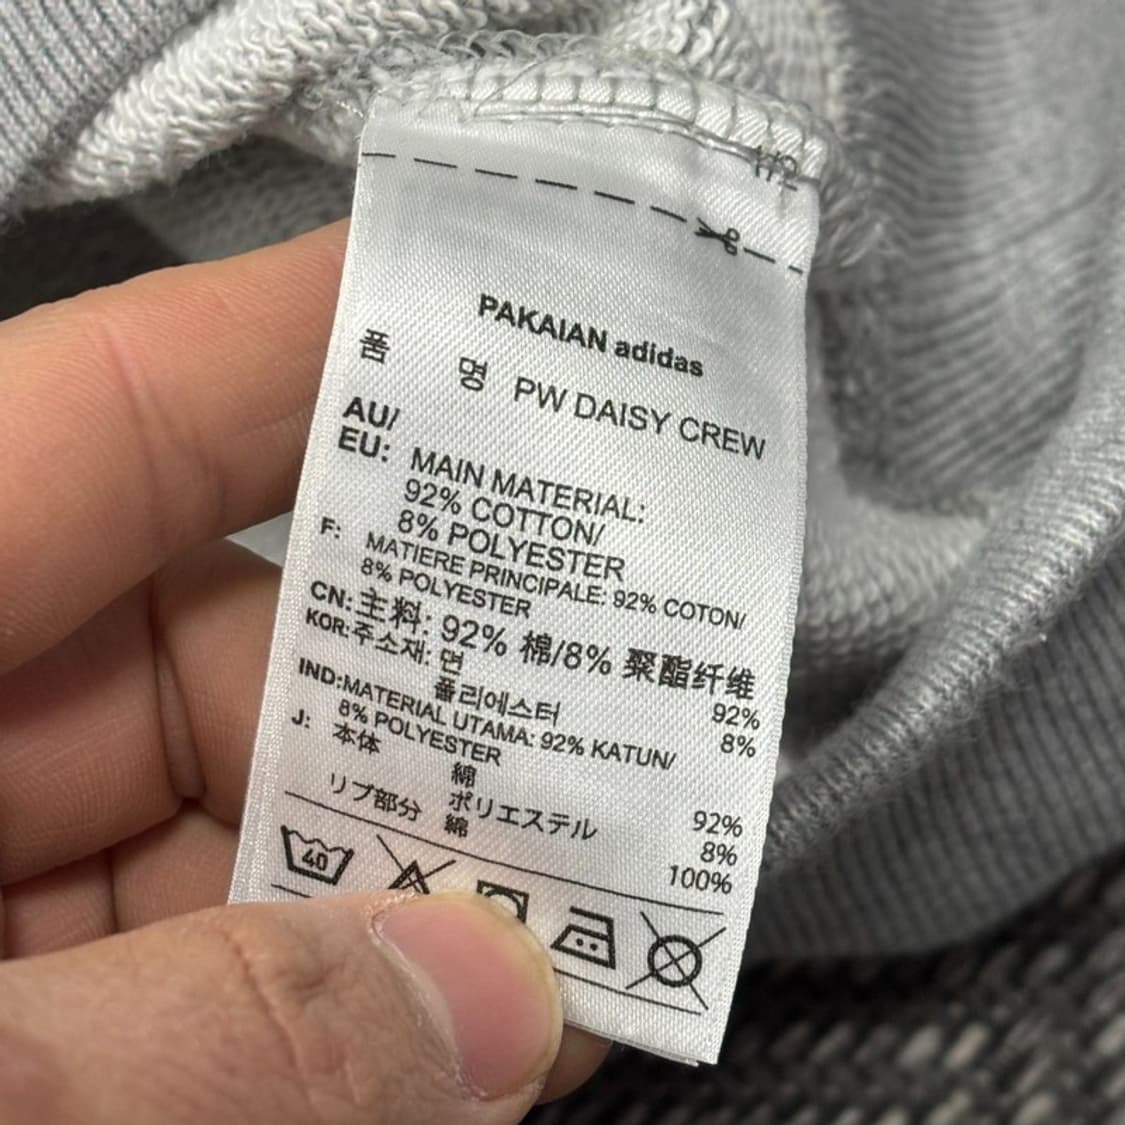 PAKAIAN adidas
품 명 PW DAISY CREW
AU/
EU: MAIN MATERIAL:
92% COTTON/
8% POLYESTER
F: MATIERE PRINCIPALE: 92% COTON/
8% POLYESTER
CN: 主料: 92% 棉/8% 聚酯纤维
KOR: 주소재: 면 92%
폴리에스터 8%
IND: MATERIAL UTAMA: 92% KATUN/
8% POLYESTER
J: 本体 綿 92%
ポリエステル 8%
リブ部分 綿 100%
40